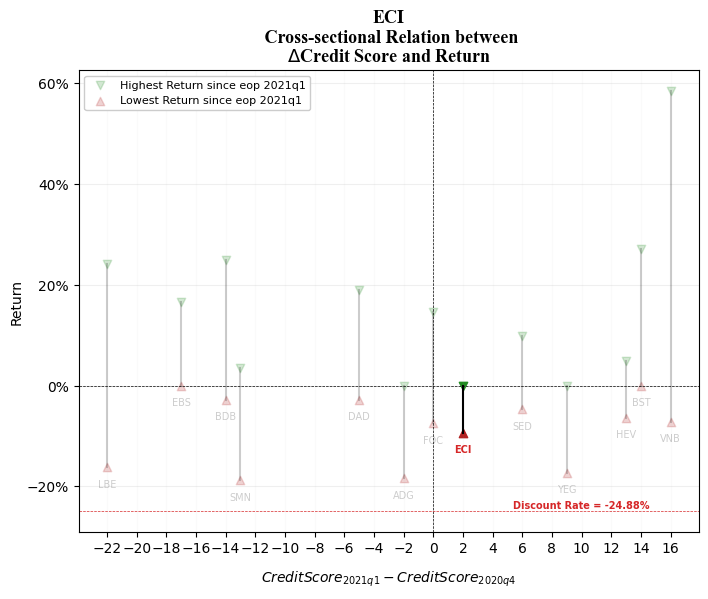 ECI
Cross-sectional Relation between
ΔCredit Score and Return
Highest Return since eop 2021q1
Lowest Return since eop 2021q1
60%
40%
20%
0%
−20%
Return
EBS
BST
BDB
DAD
SED
HEV
FOC
VNB
ECI
LBE
YEG
ADG
SMN
Discount Rate = -24.88%
−22 −20 −18 −16 −14 −12 −10 −8 −6 −4 −2 0 2 4 6 8 10 12 14 16
CreditScore2021q1 − CreditScore2020q4